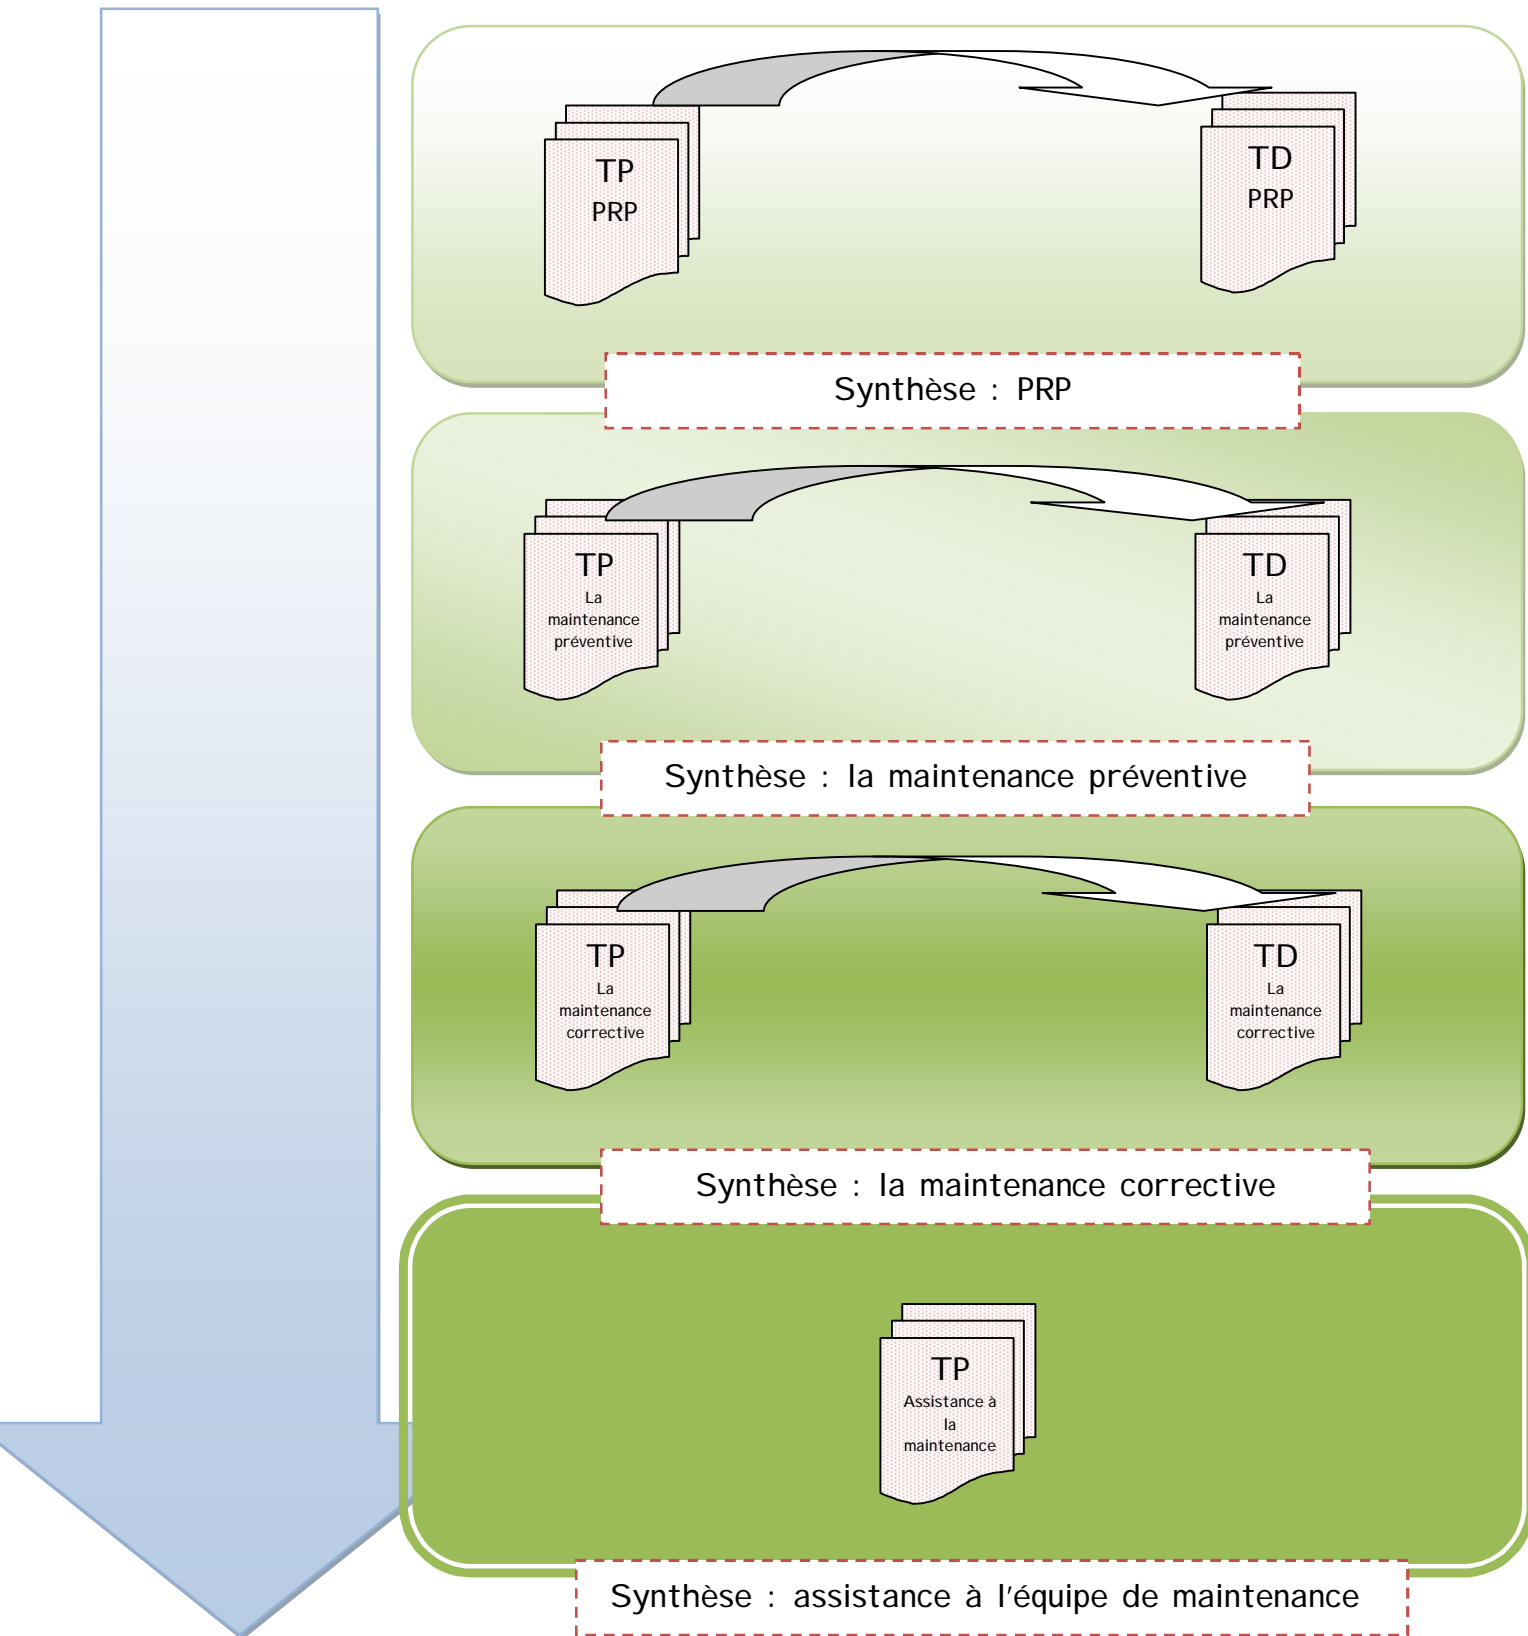 TP
PRP
TD
PRP
Synthèse : PRP
TP
La
maintenance
préventive
TD
La
maintenance
préventive
Synthèse : la maintenance préventive
TP
La
maintenance
corrective
TD
La
maintenance
corrective
Synthèse : la maintenance corrective
TP
Assistance à
la
maintenance
Synthèse : assistance à l'équipe de maintenance